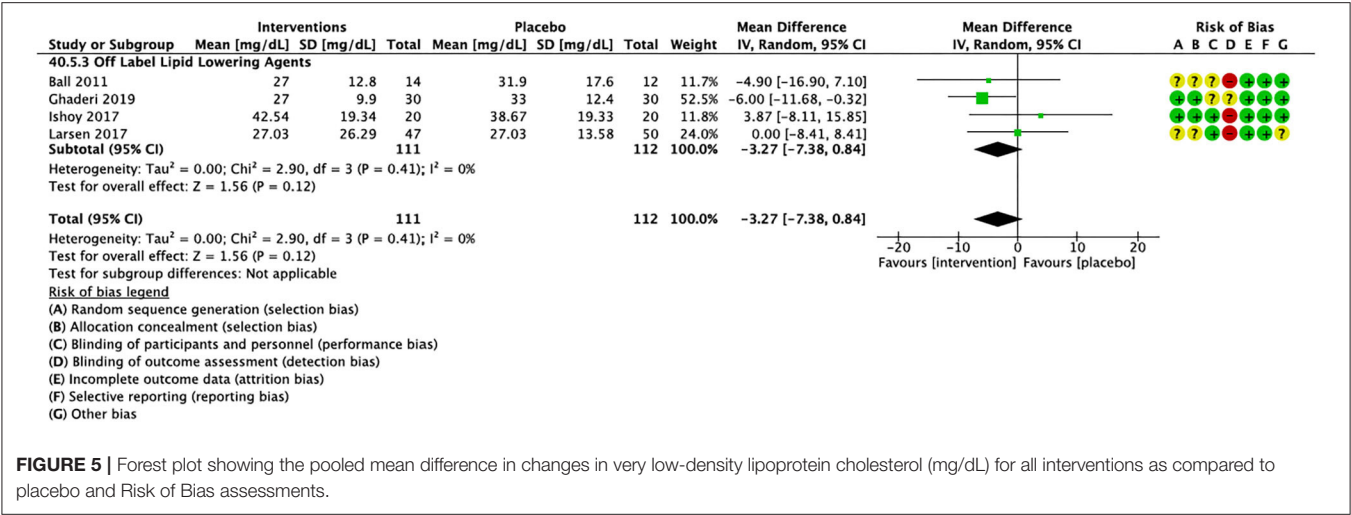 Interventions Placebo Mean Difference Mean Difference Risk of Bias
Study or Subgroup Mean [mg/dL] SD [mg/dL] Total Mean [mg/dL] SD [mg/dL] Total Weight IV, Random, 95% CI IV, Random, 95% CI A B C D E F G
40.5.3 Off Label Lipid Lowering Agents
Ball 2011 27 12.8 14 31.9 17.6 12 11.7% −4.90 [−16.90, 7.10] ? ? ? − + + +
Ghaderi 2019 27 9.9 30 33 12.4 30 52.5% −6.00 [−11.68, −0.32] + + ? ? + + +
Ishoy 2017 42.54 19.34 20 38.67 19.33 20 11.8% 3.87 [−8.11, 15.85] + + + − + + +
Larsen 2017 27.03 26.29 47 27.03 13.58 50 24.0% 0.00 [−8.41, 8.41] ? ? + − + + ?
Subtotal (95% CI) 111 112 100.0% −3.27 [−7.38, 0.84]
Heterogeneity: Tau² = 0.00; Chi² = 2.90, df = 3 (P = 0.41); I² = 0%
Test for overall effect: Z = 1.56 (P = 0.12)
Total (95% CI) 111 112 100.0% −3.27 [−7.38, 0.84]
Heterogeneity: Tau² = 0.00; Chi² = 2.90, df = 3 (P = 0.41); I² = 0%
Test for overall effect: Z = 1.56 (P = 0.12)
Test for subgroup differences: Not applicable
−20 −10 0 10 20
Favours [intervention] Favours [placebo]
Risk of bias legend
(A) Random sequence generation (selection bias)
(B) Allocation concealment (selection bias)
(C) Blinding of participants and personnel (performance bias)
(D) Blinding of outcome assessment (detection bias)
(E) Incomplete outcome data (attrition bias)
(F) Selective reporting (reporting bias)
(G) Other bias
FIGURE 5 | Forest plot showing the pooled mean difference in changes in very low-density lipoprotein cholesterol (mg/dL) for all interventions as compared to
placebo and Risk of Bias assessments.